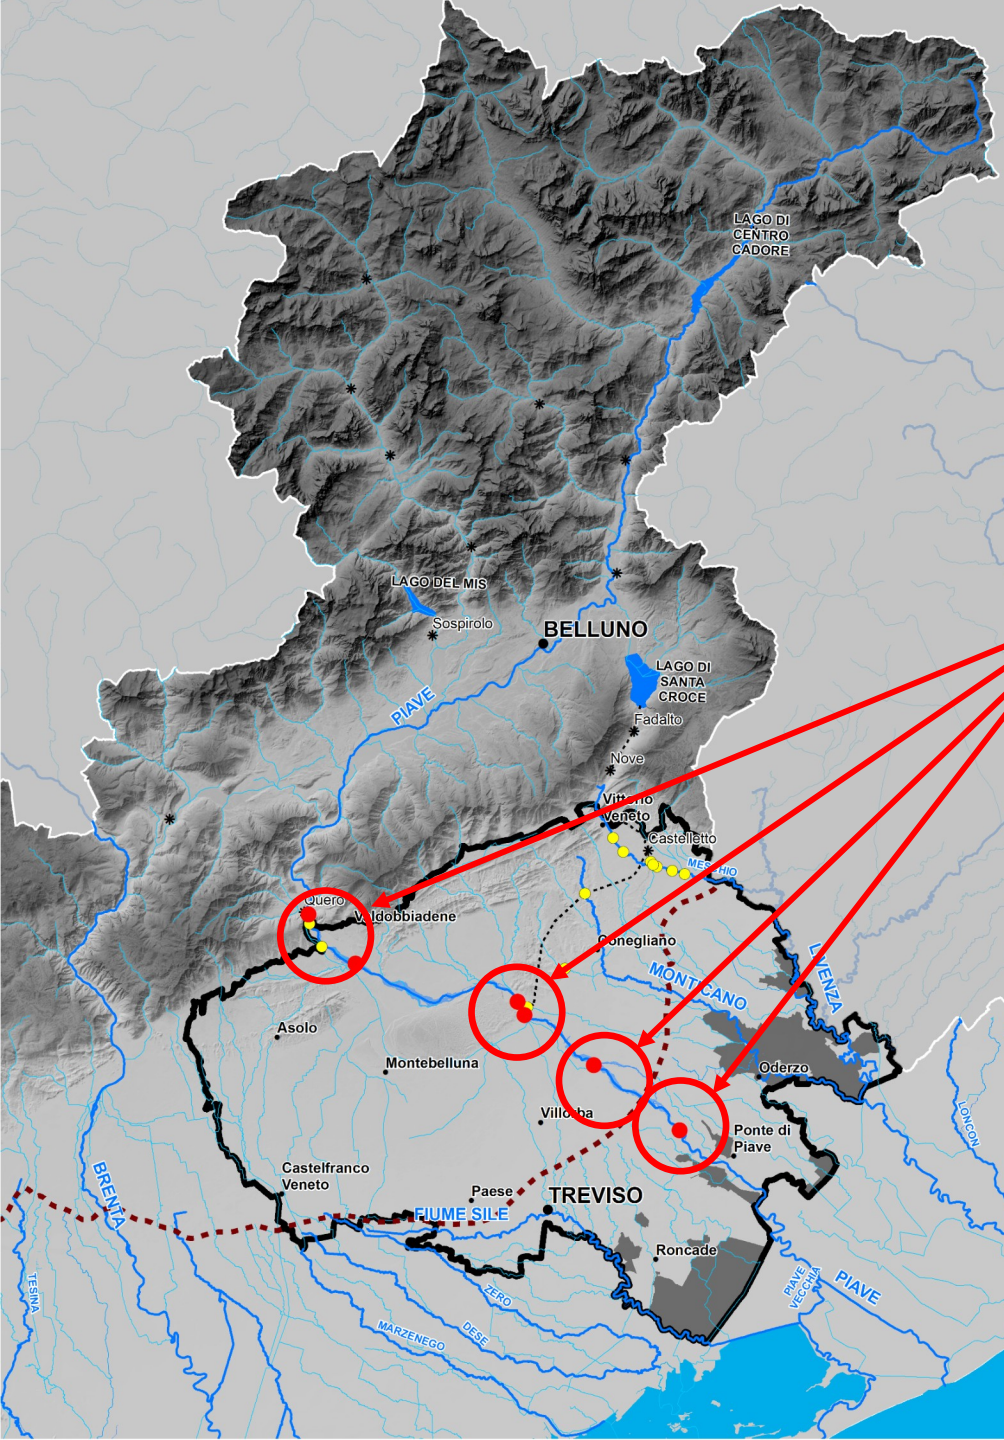 LAGO DI
CENTRO
CADORE
LAGO DEL MIS
Sospirolo
BELLUNO
LAGO DI
SANTA
CROCE
PIAVE
Fadalto
Nove
Vittorio
Veneto
Castelletto
MESCHIO
Quero
Valdobbiadene
Conegliano
LIVENZA
MONTICANO
Asolo
Montebelluna
Oderzo
LONCON
Villorba
Ponte di
Piave
BRENTA
Castelfranco
Veneto
Paese
TREVISO
FIUME SILE
Roncade
TESINA
ZERO
DESE
MARZENEGO
PIAVE
VECCHIA
PIAVE